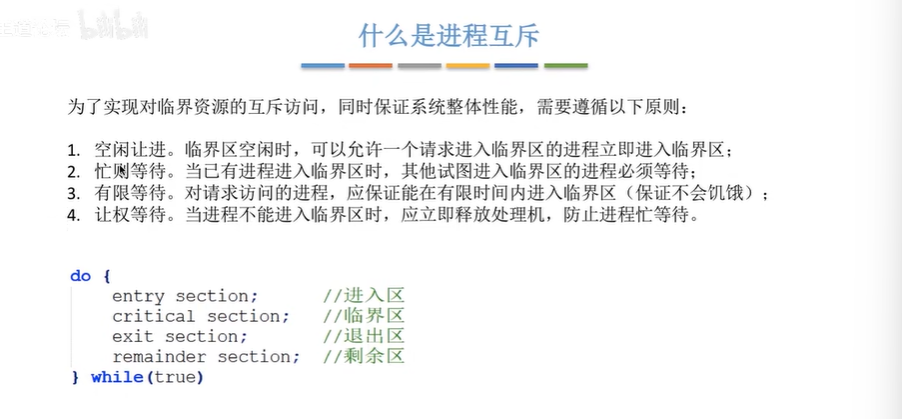 bilibili
什么是进程互斥
为了实现对临界资源的互斥访问，同时保证系统整体性能，需要遵循以下原则：
1. 空闲让进。临界区空闲时，可以允许一个请求进入临界区的进程立即进入临界区；
2. 忙则等待。当已有进程进入临界区时，其他试图进入临界区的进程必须等待；
3. 有限等待。对请求访问的进程，应保证能在有限时间内进入临界区（保证不会饥饿）；
4. 让权等待。当进程不能进入临界区时，应立即释放处理机，防止进程忙等待。
do {
entry section; //进入区
critical section; //临界区
exit section; //退出区
remainder section; //剩余区
} while(true)